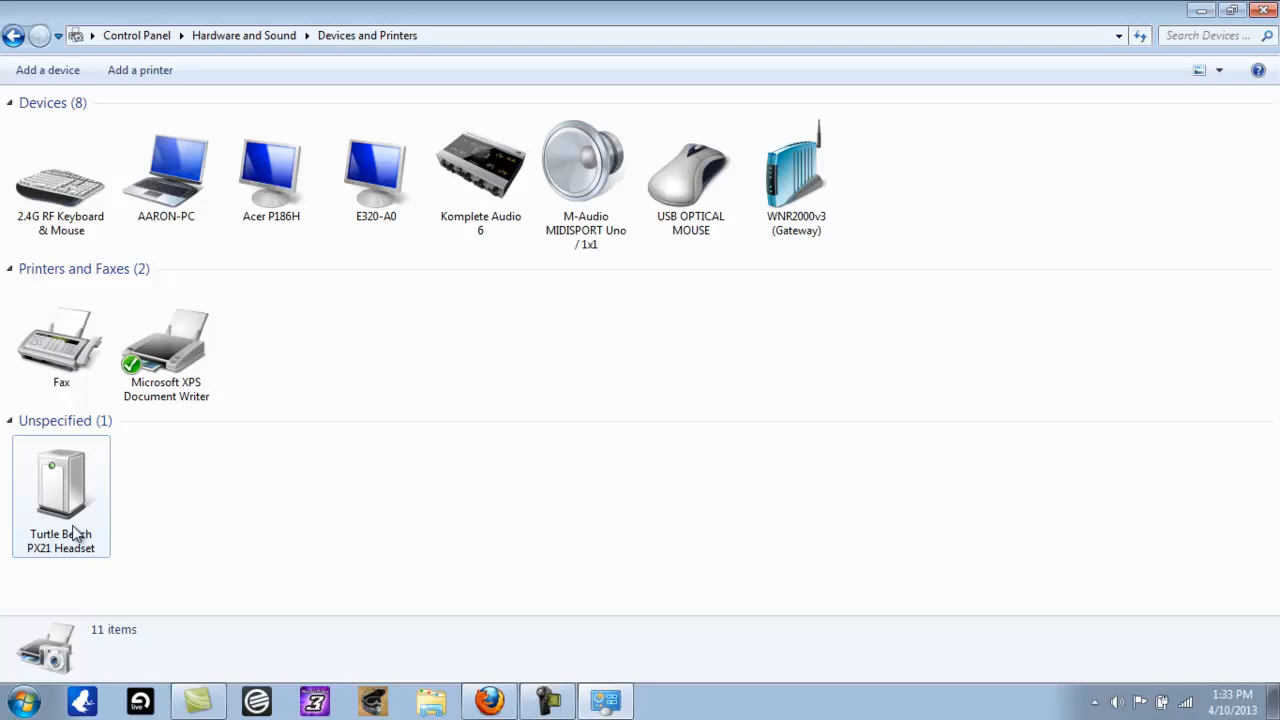 Control Panel
Hardware and Sound
Devices and Printers
Search Devices ...
Add a device
Add a printer
Devices (8)
2.4G RF Keyboard
& Mouse
AARON-PC
Acer P186H
E320-A0
Komplete Audio
6
M-Audio
MIDISPORT Uno
/ 1x1
USB OPTICAL
MOUSE
WNR2000v3
(Gateway)
Printers and Faxes (2)
Fax
Microsoft XPS
Document Writer
Unspecified (1)
Turtle Beach
PX21 Headset
11 items
live
3
1:33 PM
4/10/2013